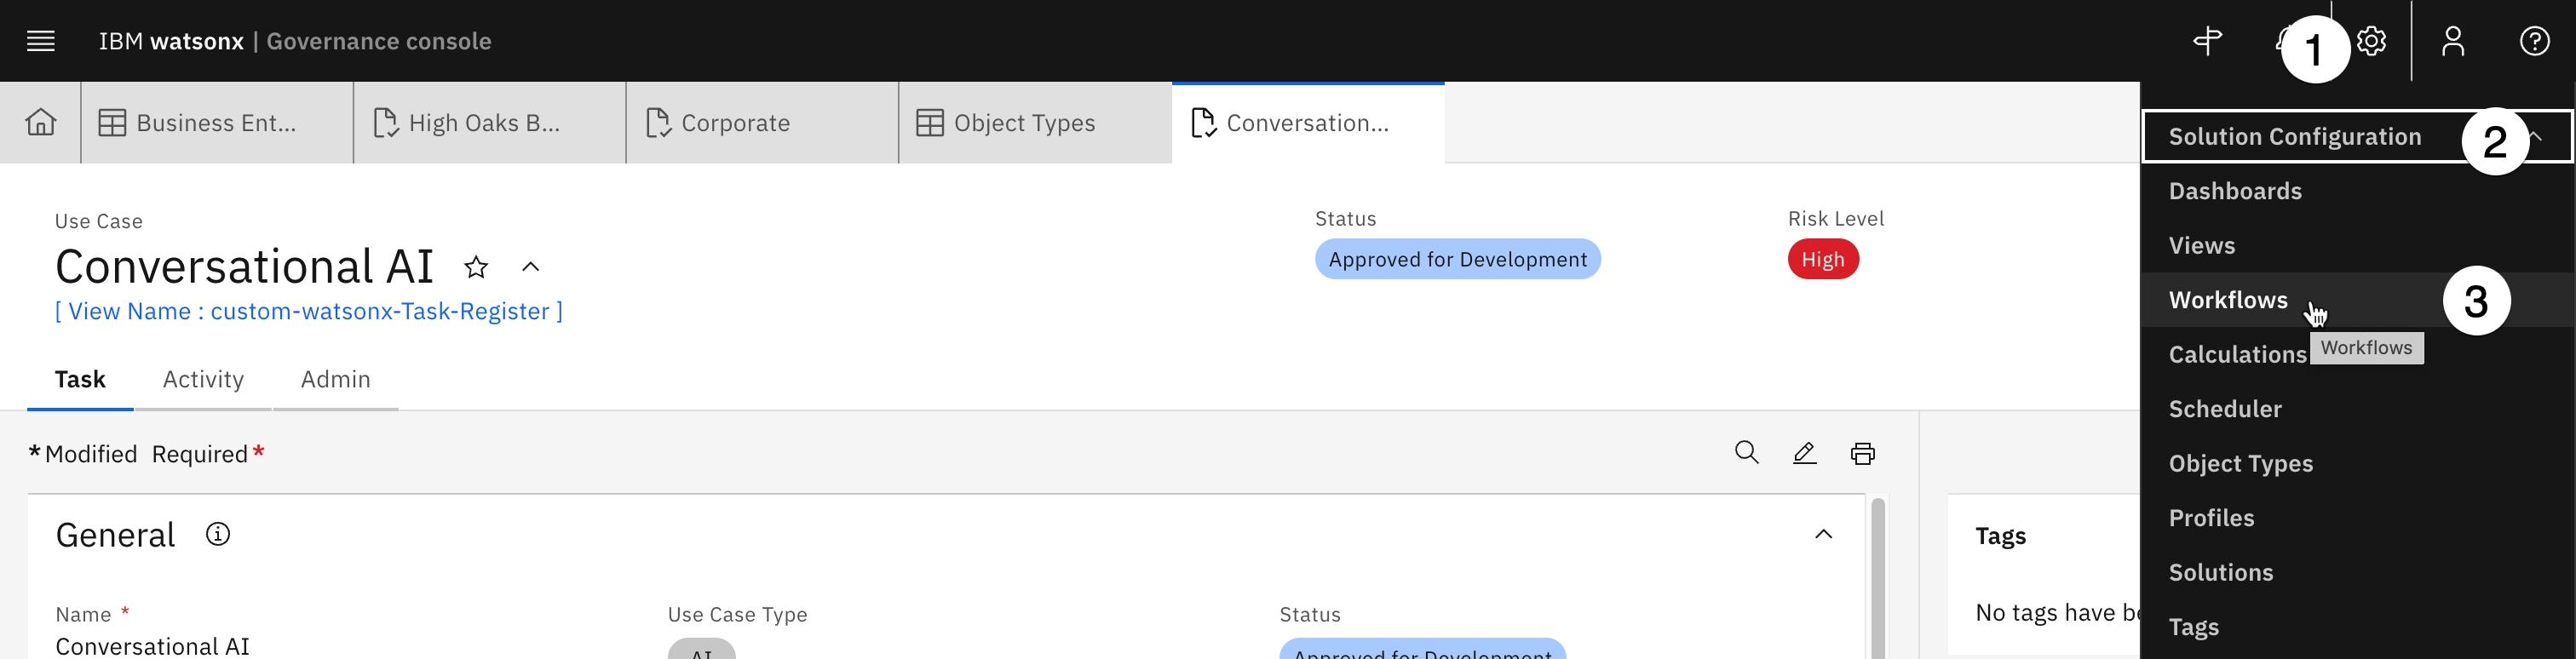 IBM watsonx | Governance console
1
Business Ent...
High Oaks B...
Corporate
Object Types
Conversation...
Solution Configuration
2
Dashboards
Views
Workflows
3
Workflows
Calculations
Scheduler
Object Types
Profiles
Solutions
Tags
Use Case
Conversational AI
[ View Name : custom-watsonx-Task-Register ]
Status
Approved for Development
Risk Level
High
Task
Activity
Admin
*Modified Required*
General
Name *
Conversational AI
Use Case Type
AI
Status
Approved for Development
Tags
No tags have be